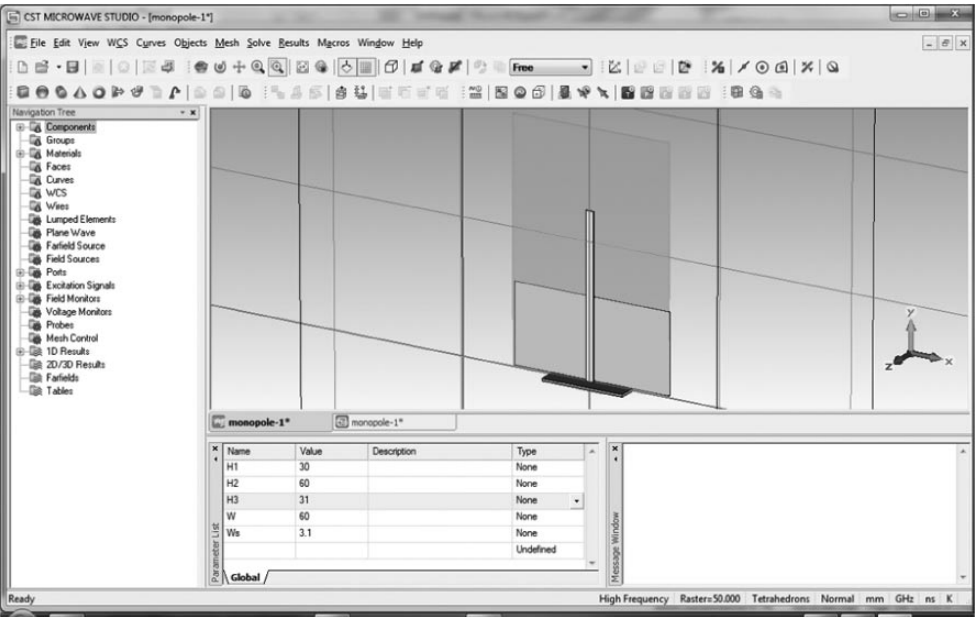 CST MICROWAVE STUDIO - [monopole-1*]
File Edit View WCS Curves Objects Mesh Solve Results Macros Window Help
Free
Navigation Tree
Components
Groups
Materials
Faces
Curves
WCS
Wires
Lumped Elements
Plane Wave
Farfield Source
Field Sources
Ports
Excitation Signals
Field Monitors
Voltage Monitors
Probes
Mesh Control
1D Results
2D/3D Results
Farfields
Tables
y
x
z
monopole-1* monopole-1*
Parameter List
Name Value Description Type
H1 30 None
H2 60 None
H3 31 None
W 60 None
Ws 3.1 None
Undefined
Global
Message Window
Ready High Frequency Raster=50.000 Tetrahedrons Normal mm GHz ns K